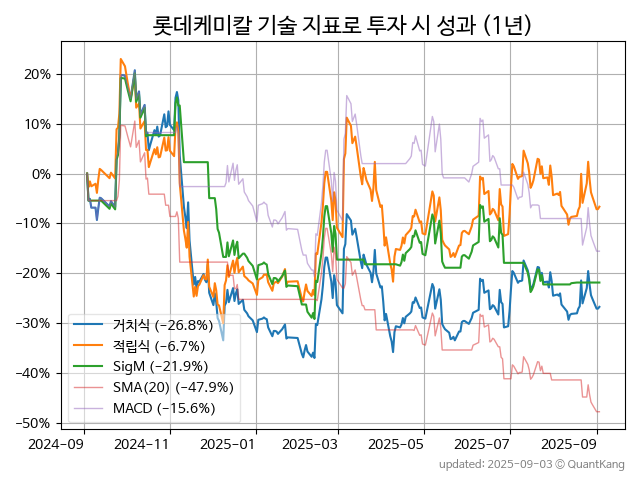 롯데케미칼 기술 지표로 투자 시 성과 (1년)
20%
10%
0%
−10%
−20%
−30%
−40%
−50%
거치식 (−26.8%)
적립식 (−6.7%)
SigM (−21.9%)
SMA(20) (−47.9%)
MACD (−15.6%)
2024-09
2024-11
2025-01
2025-03
2025-05
2025-07
2025-09
updated: 2025-09-03 ⓒ QuantKang